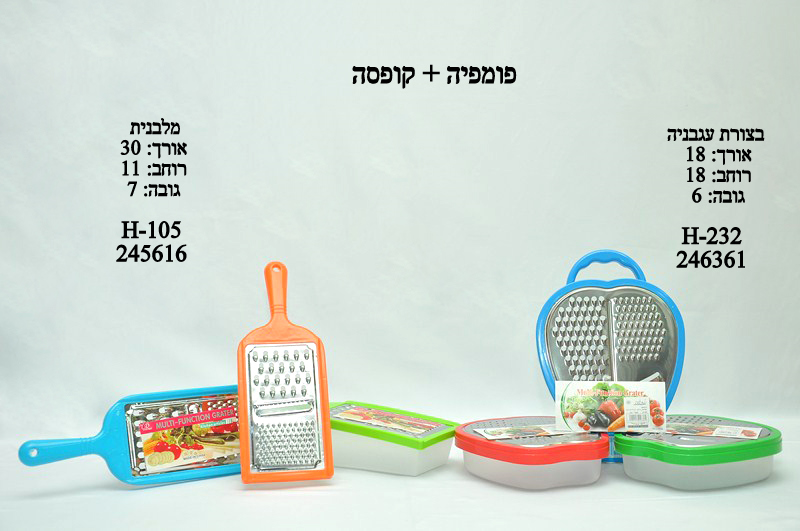 פומפיה + קופסה
בצורת עגבניה
אורך: 18
רוחב: 18
גובה: 6
H-232
246361
מלבנית
אורך: 30
רוחב: 11
גובה: 7
H-105
245616
MULTI-FUNCTION GRATER